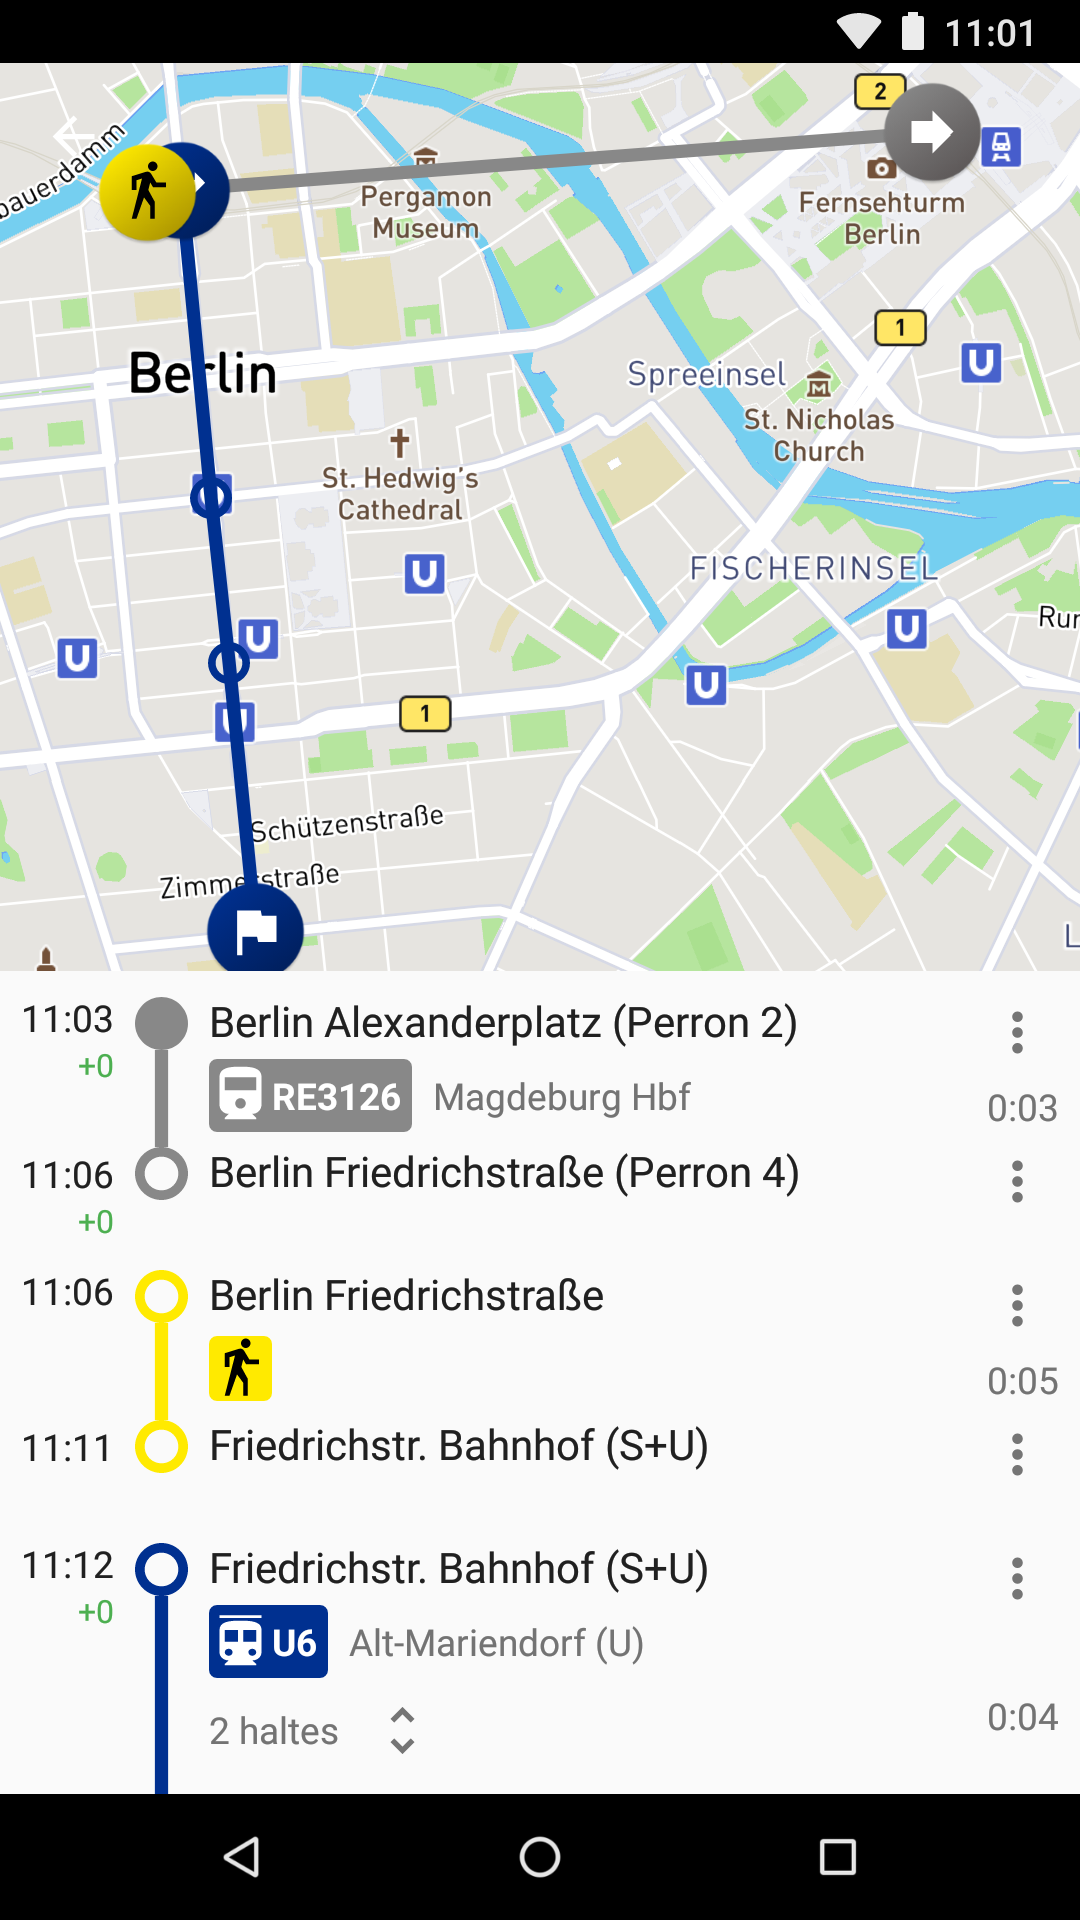 11:01
2
bauerdamm
Pergamon
Museum
Fernsehturm
Berlin
1
Berlin
Spreeinsel
St. Nicholas
Church
St. Hedwig's
Cathedral
FISCHERINSEL
U
U
U
U
U
U
U
Rur
1
Schützenstraße
Zimmerstraße
L
11:03 Berlin Alexanderplatz (Perron 2)
+0
RE3126 Magdeburg Hbf
0:03
11:06 Berlin Friedrichstraße (Perron 4)
+0
11:06 Berlin Friedrichstraße
0:05
11:11 Friedrichstr. Bahnhof (S+U)
11:12 Friedrichstr. Bahnhof (S+U)
+0
U6 Alt-Mariendorf (U)
2 haltes
0:04